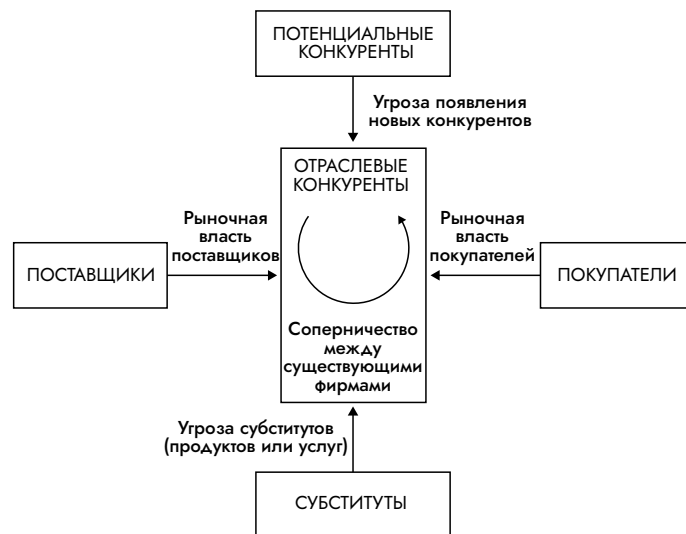 ПОТЕНЦИАЛЬНЫЕ
КОНКУРЕНТЫ
Угроза появления
новых конкурентов
ОТРАСЛЕВЫЕ
КОНКУРЕНТЫ
Рыночная
власть
поставщиков
Рыночная
власть
покупателей
ПОСТАВЩИКИ
ПОКУПАТЕЛИ
Соперничество
между
существующими
фирмами
Угроза субститутов
(продуктов или услуг)
СУБСТИТУТЫ